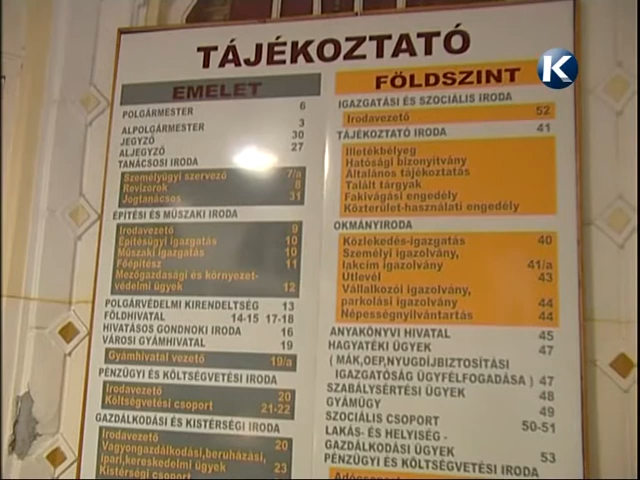 TÁJÉKOZTATÓ
K
EMELET
POLGÁRMESTER 6
ALPOLGÁRMESTER 3
JEGYZŐ 30
ALJEGYZŐ 27
TANÁCSOSI IRODA
Személyügyi szervező 7/a
Revizorok 8
Jogtanácsos 31
ÉPÍTÉSI ÉS MŰSZAKI IRODA
Irodavezető 9
Építésügyi igazgatás 10
Műszaki igazgatás 10
Főépítész 11
Mezőgazdasági és környezet-
védelmi ügyek 12
POLGÁRVÉDELMI KIRENDELTSÉG 13
FÖLDHIVATAL 14-15 17-18
HIVATÁSOS GONDNOKI IRODA 16
VÁROSI GYÁMHIVATAL 19
Gyámhivatal vezető 19/a
PÉNZÜGYI ÉS KÖLTSÉGVETÉSI IRODA
Irodavezető 20
Költségvetési csoport 21-22
GAZDÁLKODÁSI ÉS KISTÉRSÉGI IRODA
Irodavezető 20
Vagyongazdálkodási,beruházási,
ipari,kereskedelmi ügyek 23
Kistérségi csoport
FÖLDSZINT
IGAZGATÁSI ÉS SZOCIÁLIS IRODA
Irodavezető 52
TÁJÉKOZTATÓ IRODA 41
Illetékbélyeg
Hatósági bizonyítvány
Általános tájékoztatás
Talált tárgyak
Fakivágási engedély
Közterület-használati engedély
OKMÁNYIRODA
Közlekedés-igazgatás 40
Személyi igazolvány,
lakcím igazolvány 41/a
Útlevél 43
Vállalkozói igazolvány,
parkolási igazolvány 44
Népességnyilvántartás 44
ANYAKÖNYVI HIVATAL 45
HAGYATÉKI ÜGYEK 47
( MÁK,OEP,NYUGDÍJBIZTOSÍTÁSI
IGAZGATÓSÁG ÜGYFÉLFOGADÁSA ) 47
SZABÁLYSÉRTÉSI ÜGYEK 48
GYÁMÜGY 49
SZOCIÁLIS CSOPORT 50-51
LAKÁS- ÉS HELYISÉG -
GAZDÁLKODÁSI ÜGYEK 53
PÉNZÜGYI ÉS KÖLTSÉGVETÉSI IRODA